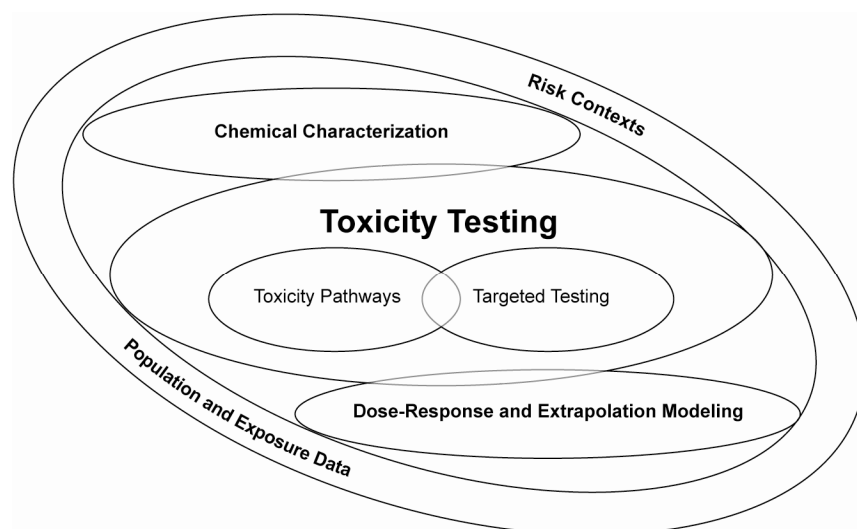 Risk Contexts
Chemical Characterization
Toxicity Testing
Toxicity Pathways
Targeted Testing
Population and Exposure Data
Dose-Response and Extrapolation Modeling